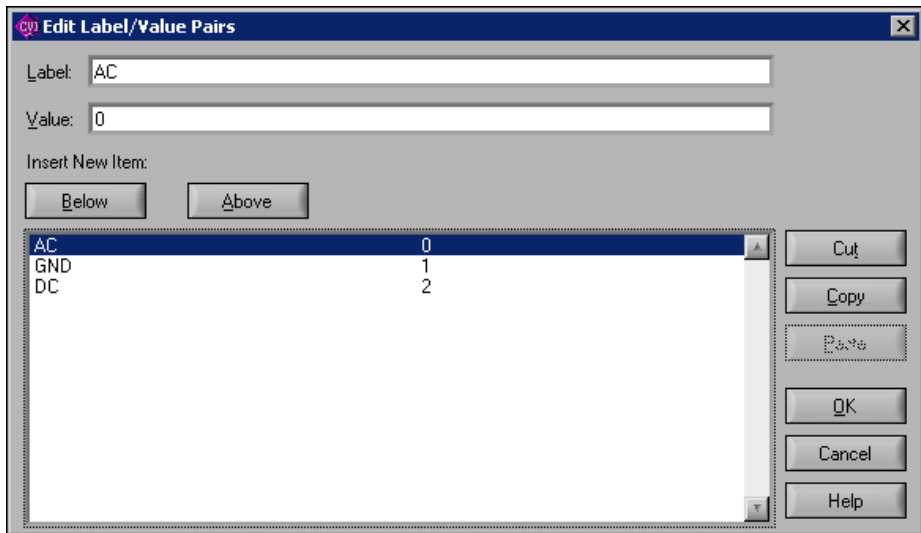 CVI Edit Label/Value Pairs
Label: AC
Value: 0
Insert New Item:
Below Above
AC 0
GND 1
DC 2
Cut
Copy
Paste
OK
Cancel
Help